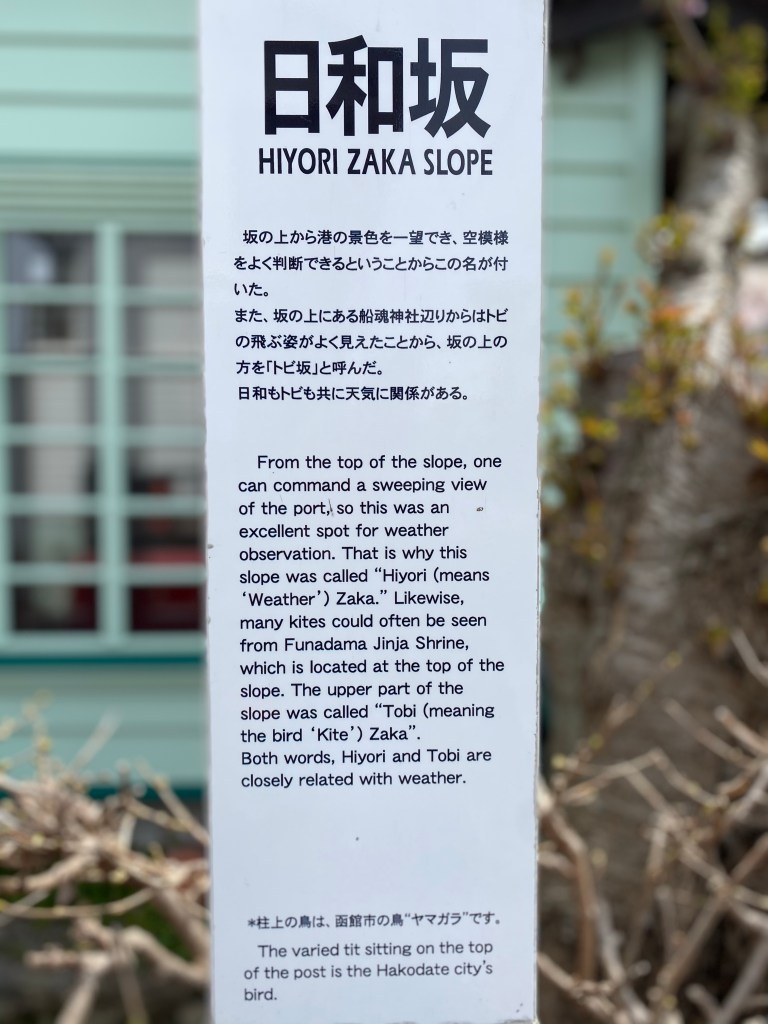 日和坂
HIYORI ZAKA SLOPE
坂の上から港の景色を一望でき、空模様
をよく判断できるということからこの名が付
いた。
また、坂の上にある船魂神社辺りからはトビ
の飛ぶ姿がよく見えたことから、坂の上の
方を「トビ坂」と呼んだ。
日和もトビも共に天気に関係がある。
From the top of the slope, one
can command a sweeping view
of the port, so this was an
excellent spot for weather
observation. That is why this
slope was called “Hiyori (means
‘Weather’) Zaka.” Likewise,
many kites could often be seen
from Funadama Jinja Shrine,
which is located at the top of the
slope. The upper part of the
slope was called “Tobi (meaning
the bird ‘Kite’) Zaka”.
Both words, Hiyori and Tobi are
closely related with weather.
*柱上の鳥は、函館市の鳥“ヤマガラ”です。
The varied tit sitting on the top
of the post is the Hakodate city’s
bird.